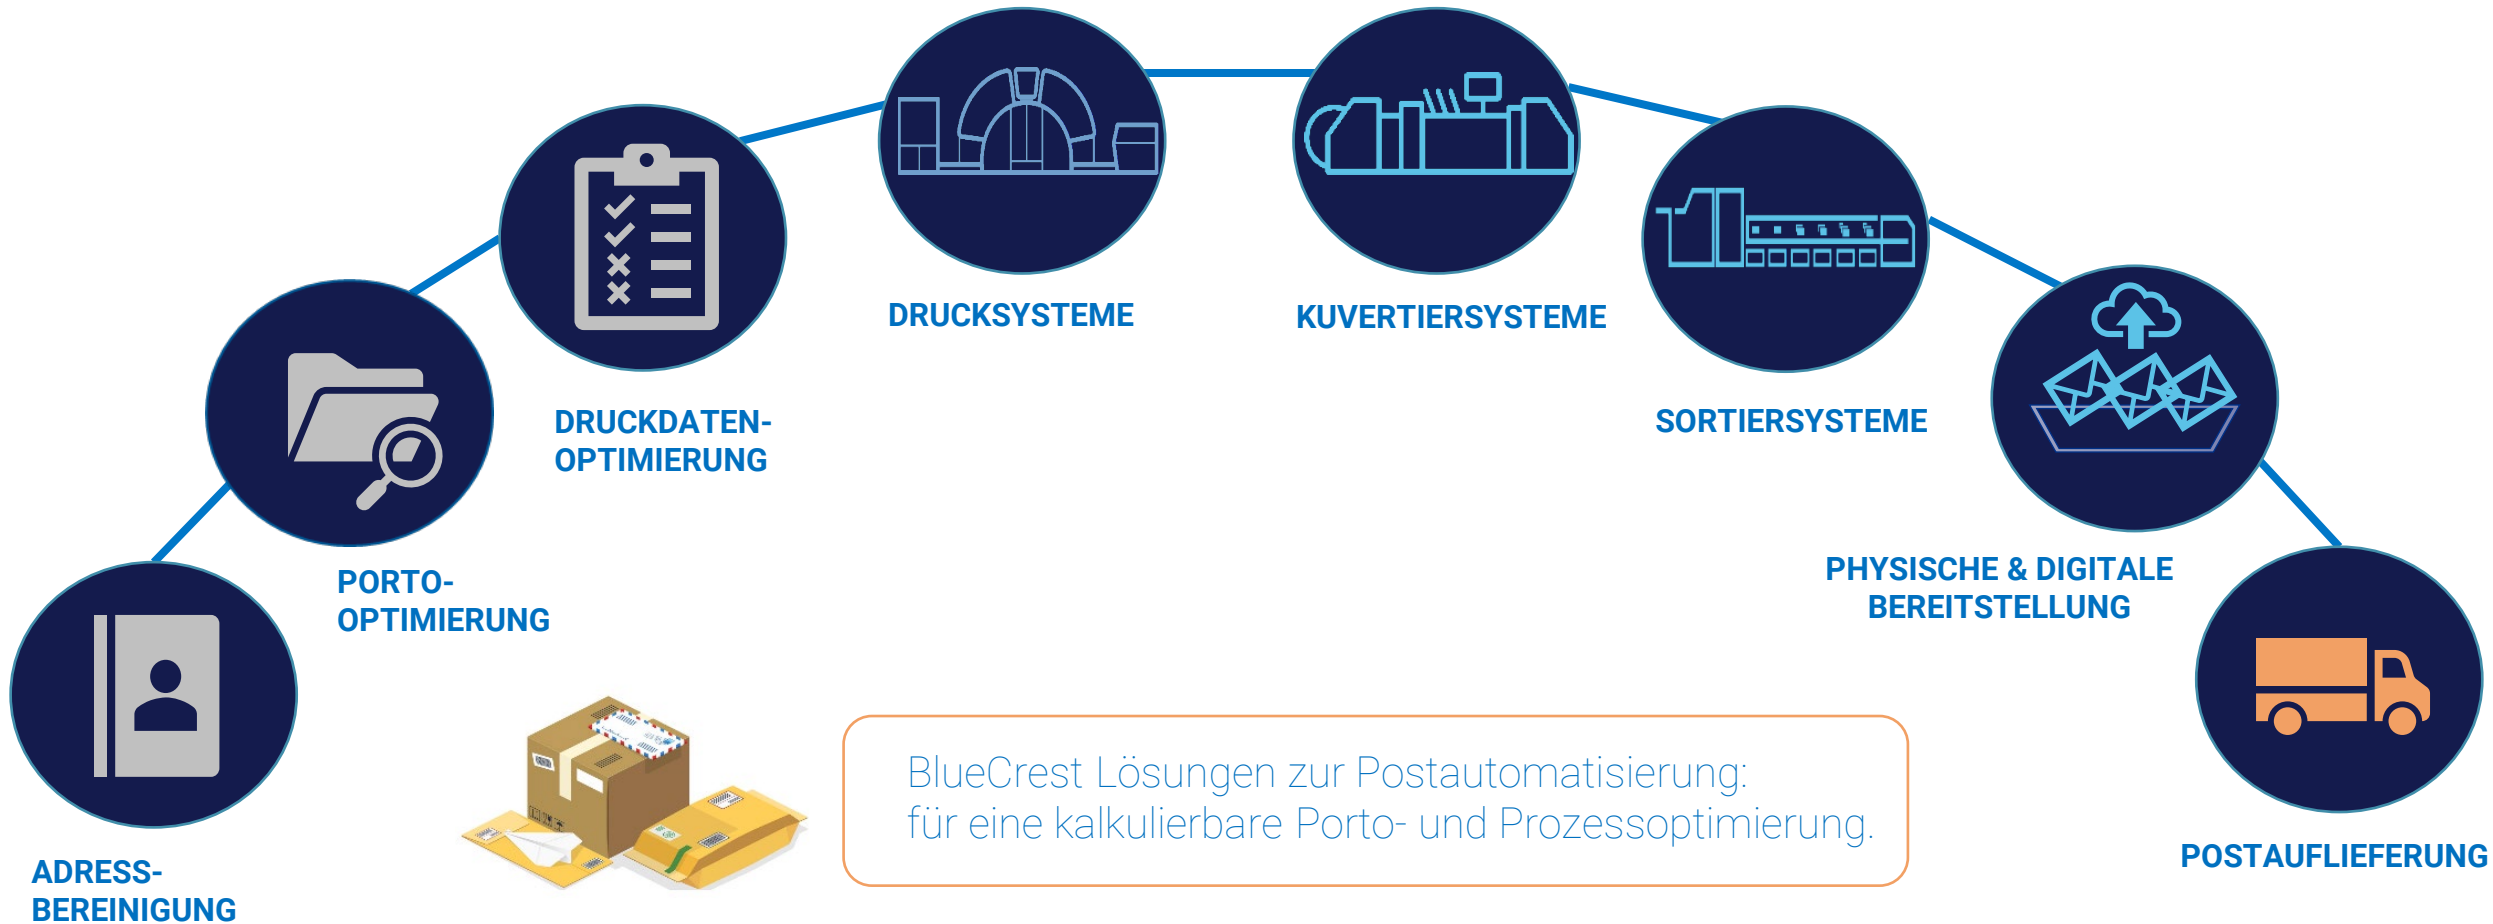 ADRESS-
BEREINIGUNG
PORTO-
OPTIMIERUNG
DRUCKDATEN-
OPTIMIERUNG
DRUCKSYSTEME
KUVERTIERSYSTEME
SORTIERSYSTEME
PHYSISCHE & DIGITALE
BEREITSTELLUNG
POSTAUFLIEFERUNG
BlueCrest Lösungen zur Postautomatisierung:
für eine kalkulierbare Porto- und Prozessoptimierung.